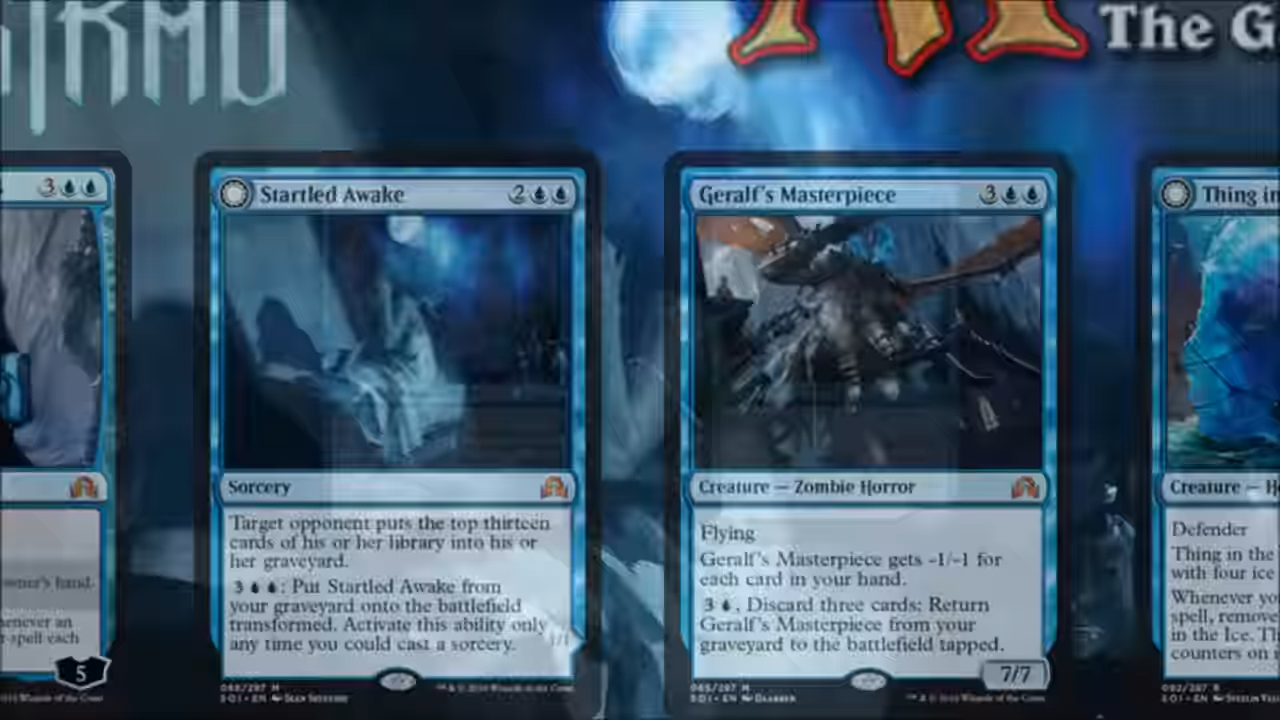 The G
3
Startled Awake 2
Geralf's Masterpiece 3
Thing in
Sorcery
Creature — Zombie Horror
Creature — H
Target opponent puts the top thirteen
cards of his or her library into his or
her graveyard.
3 : Put Startled Awake from
your graveyard onto the battlefield
transformed. Activate this ability only
any time you could cast a sorcery.
Flying
Geralf's Masterpiece gets -1/-1 for
each card in your hand.
3 , Discard three cards: Return
Geralf's Masterpiece from your
graveyard to the battlefield tapped.
7/7
Defender
Thing in the
with four ice
Whenever yo
spell, remove
in the Ice. Th
counters on i
owner's hand.
henever an
r spell each
5